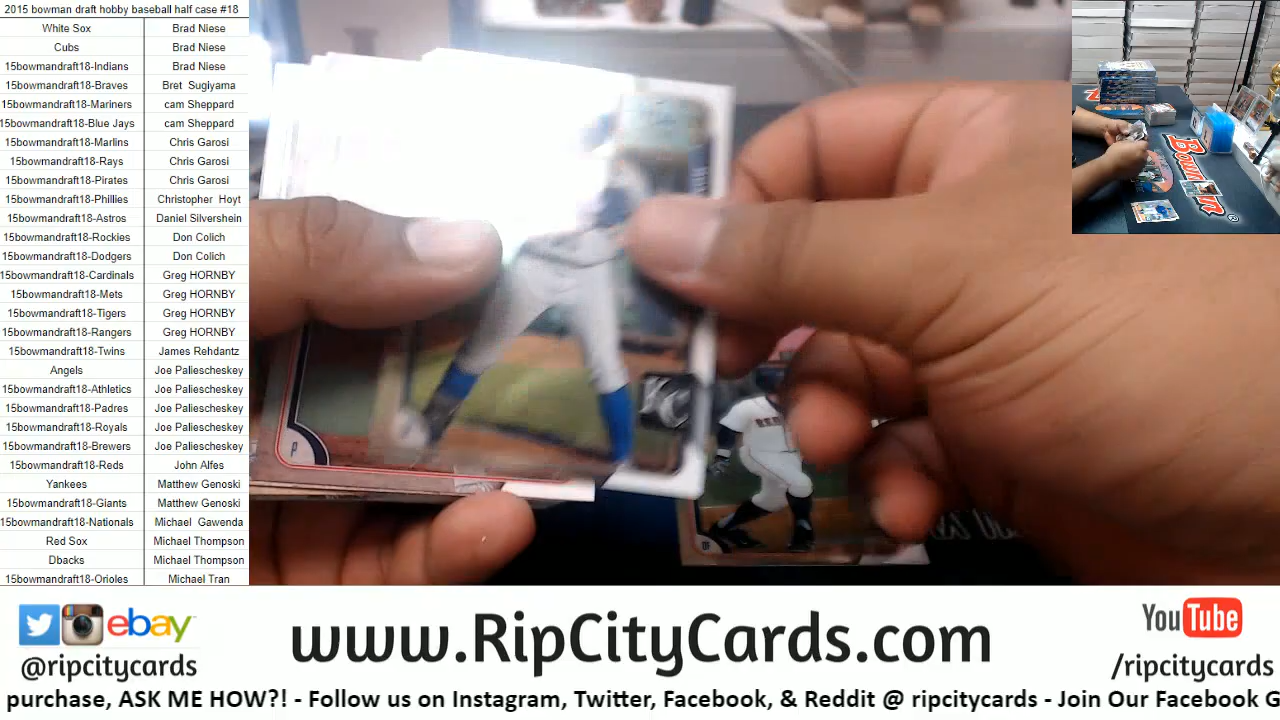 2015 bowman draft hobby baseball half case #18
White Sox Brad Niese
Cubs Brad Niese
15bowmandraft18-Indians Brad Niese
15bowmandraft18-Braves Bret Sugiyama
15bowmandraft18-Mariners cam Sheppard
15bowmandraft18-Blue Jays cam Sheppard
15bowmandraft18-Marlins Chris Garosi
15bowmandraft18-Rays Chris Garosi
15bowmandraft18-Pirates Chris Garosi
15bowmandraft18-Phillies Christopher Hoyt
15bowmandraft18-Astros Daniel Silvershein
15bowmandraft18-Rockies Don Colich
15bowmandraft18-Dodgers Don Colich
15bowmandraft18-Cardinals Greg HORNBY
15bowmandraft18-Mets Greg HORNBY
15bowmandraft18-Tigers Greg HORNBY
15bowmandraft18-Rangers Greg HORNBY
15bowmandraft18-Twins James Rehdantz
Angels Joe Paliescheskey
15bowmandraft18-Athletics Joe Paliescheskey
15bowmandraft18-Padres Joe Paliescheskey
15bowmandraft18-Royals Joe Paliescheskey
15bowmandraft18-Brewers Joe Paliescheskey
15bowmandraft18-Reds John Alfes
Yankees Matthew Genoski
15bowmandraft18-Giants Matthew Genoski
15bowmandraft18-Nationals Michael Gawenda
Red Sox Michael Thompson
Dbacks Michael Thompson
15bowmandraft18-Orioles Michael Tran
P
OF
ebay
@ripcitycards
www.RipCityCards.com
YouTube
/ripcitycards
purchase, ASK ME HOW?! - Follow us on Instagram, Twitter, Facebook, & Reddit @ ripcitycards - Join Our Facebook G